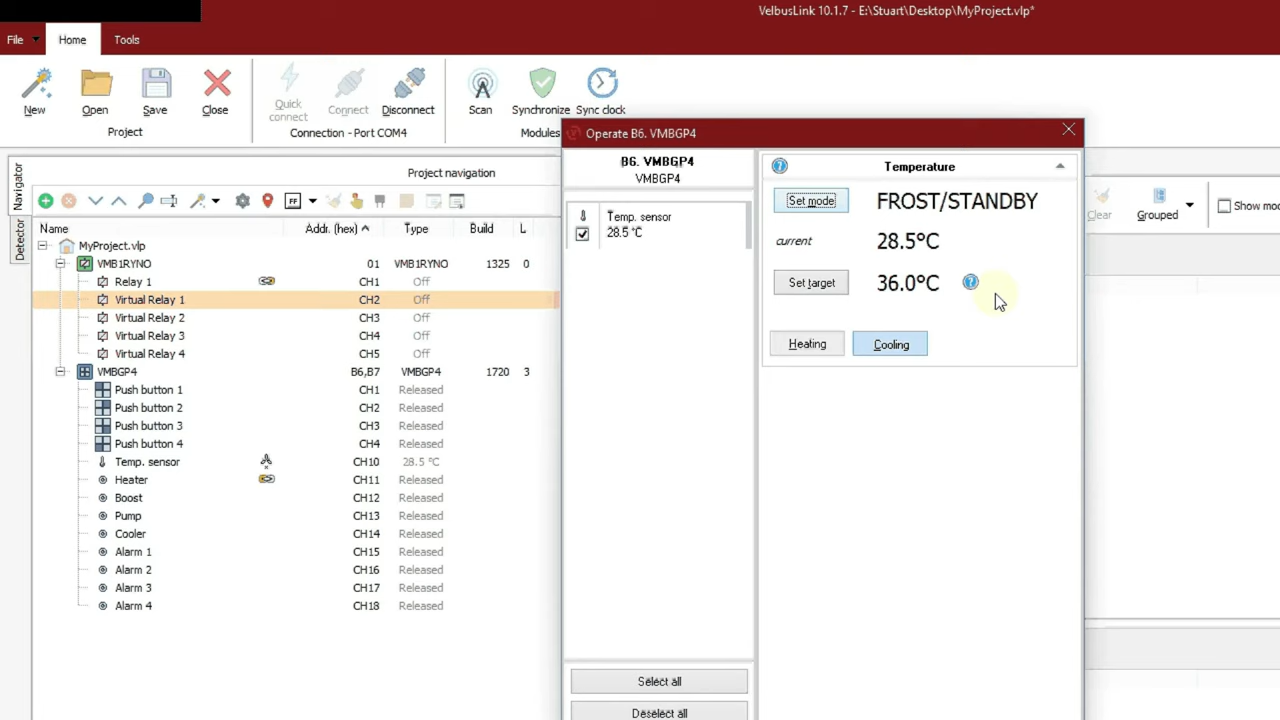 VelbusLink 10.1.7 - E:\Stuart\Desktop\MyProject.vlp*
File Home Tools
New Open Save Close Quick connect Connect Disconnect Scan Synchronize Sync clock
Project Connection - Port COM4 Modules
Navigator
Detector
Project navigation
FF
Name Addr. (hex) Type Build L
MyProject.vlp
VMB1RYNO 01 VMB1RYNO 1325 0
Relay 1 CH1 Off
Virtual Relay 1 CH2 Off
Virtual Relay 2 CH3 Off
Virtual Relay 3 CH4 Off
Virtual Relay 4 CH5 Off
VMBGP4 B6,B7 VMBGP4 1720 3
Push button 1 CH1 Released
Push button 2 CH2 Released
Push button 3 CH3 Released
Push button 4 CH4 Released
Temp. sensor CH10 28.5 °C
Heater CH11 Released
Boost CH12 Released
Pump CH13 Released
Cooler CH14 Released
Alarm 1 CH15 Released
Alarm 2 CH16 Released
Alarm 3 CH17 Released
Alarm 4 CH18 Released
Operate B6. VMBGP4
B6. VMBGP4
VMBGP4
Temp. sensor
28.5 °C
Select all
Deselect all
Temperature
Set mode FROST/STANDBY
current 28.5°C
Set target 36.0°C
Heating Cooling
Clear Grouped Show